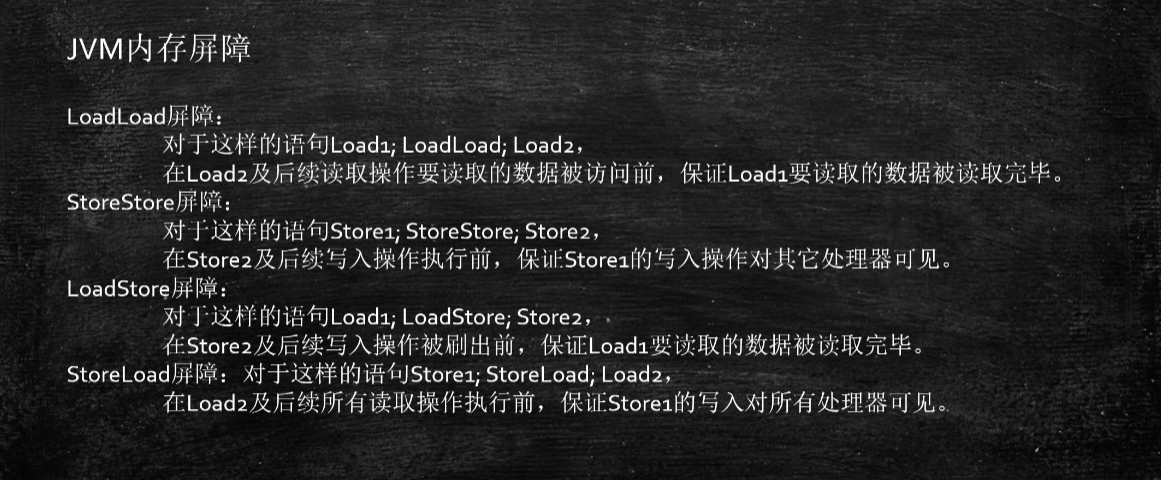 JVM内存屏障
LoadLoad屏障：
对于这样的语句Load1; LoadLoad; Load2，
在Load2及后续读取操作要读取的数据被访问前，保证Load1要读取的数据被读取完毕。
StoreStore屏障：
对于这样的语句Store1; StoreStore; Store2，
在Store2及后续写入操作执行前，保证Store1的写入操作对其它处理器可见。
LoadStore屏障：
对于这样的语句Load1; LoadStore; Store2，
在Store2及后续写入操作被刷出前，保证Load1要读取的数据被读取完毕。
StoreLoad屏障：对于这样的语句Store1; StoreLoad; Load2，
在Load2及后续所有读取操作执行前，保证Store1的写入对所有处理器可见。